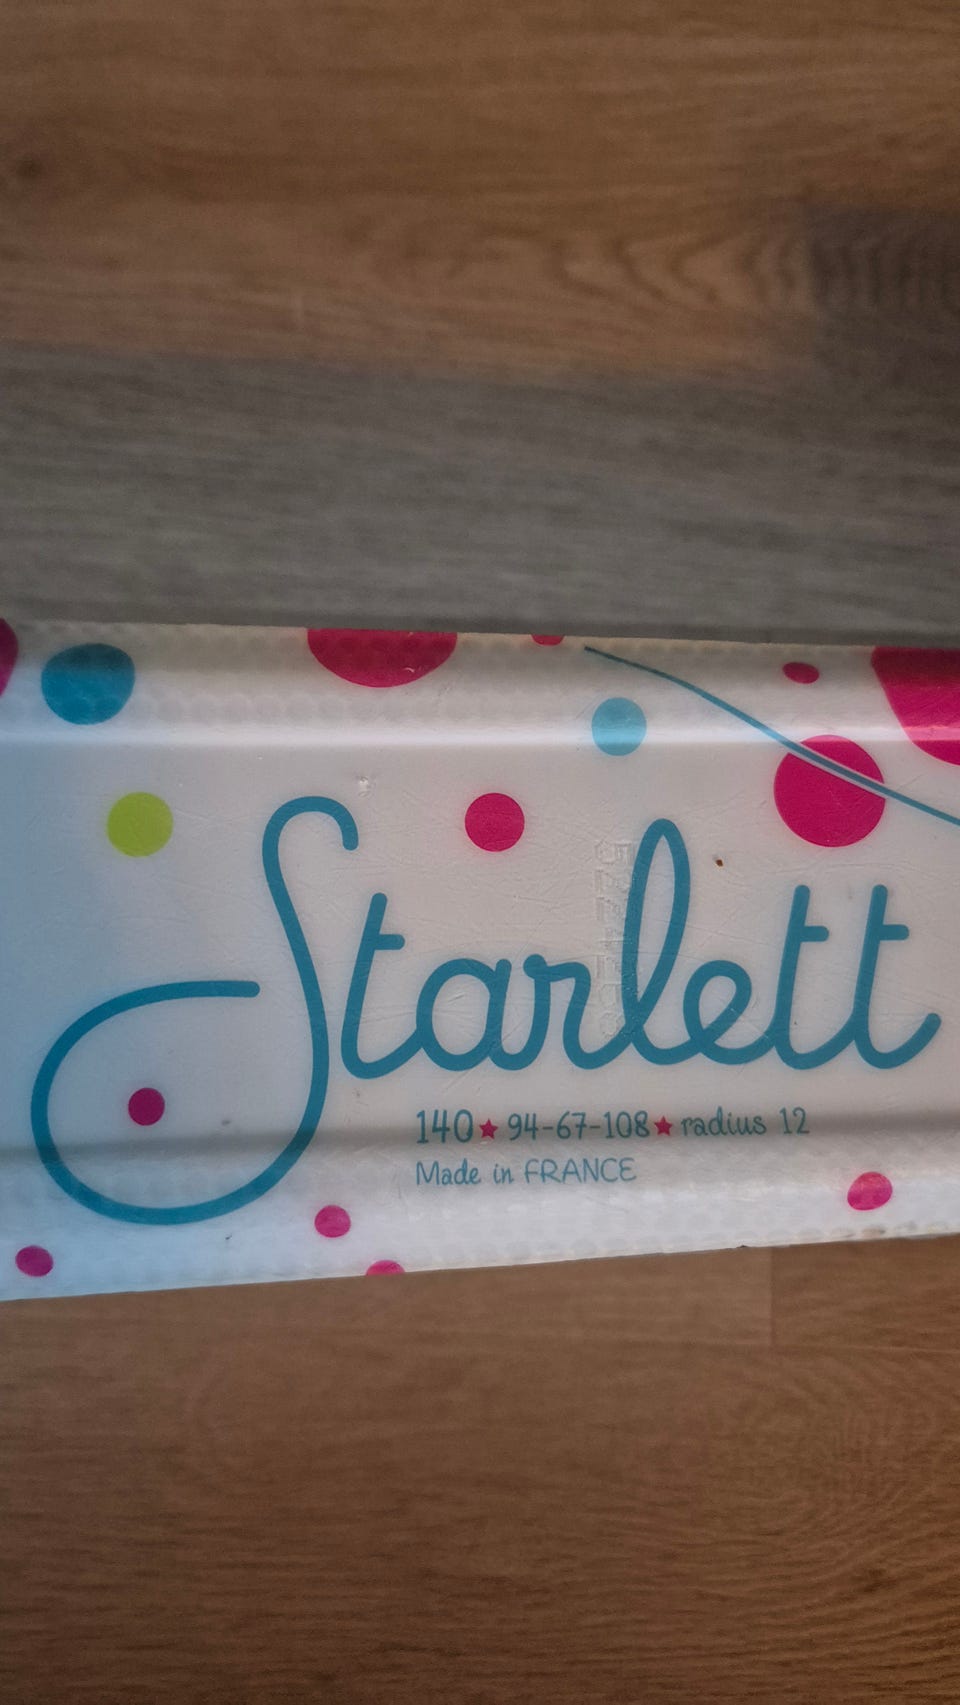 Starlett
140★94-67-108★radius 12
Made in FRANCE